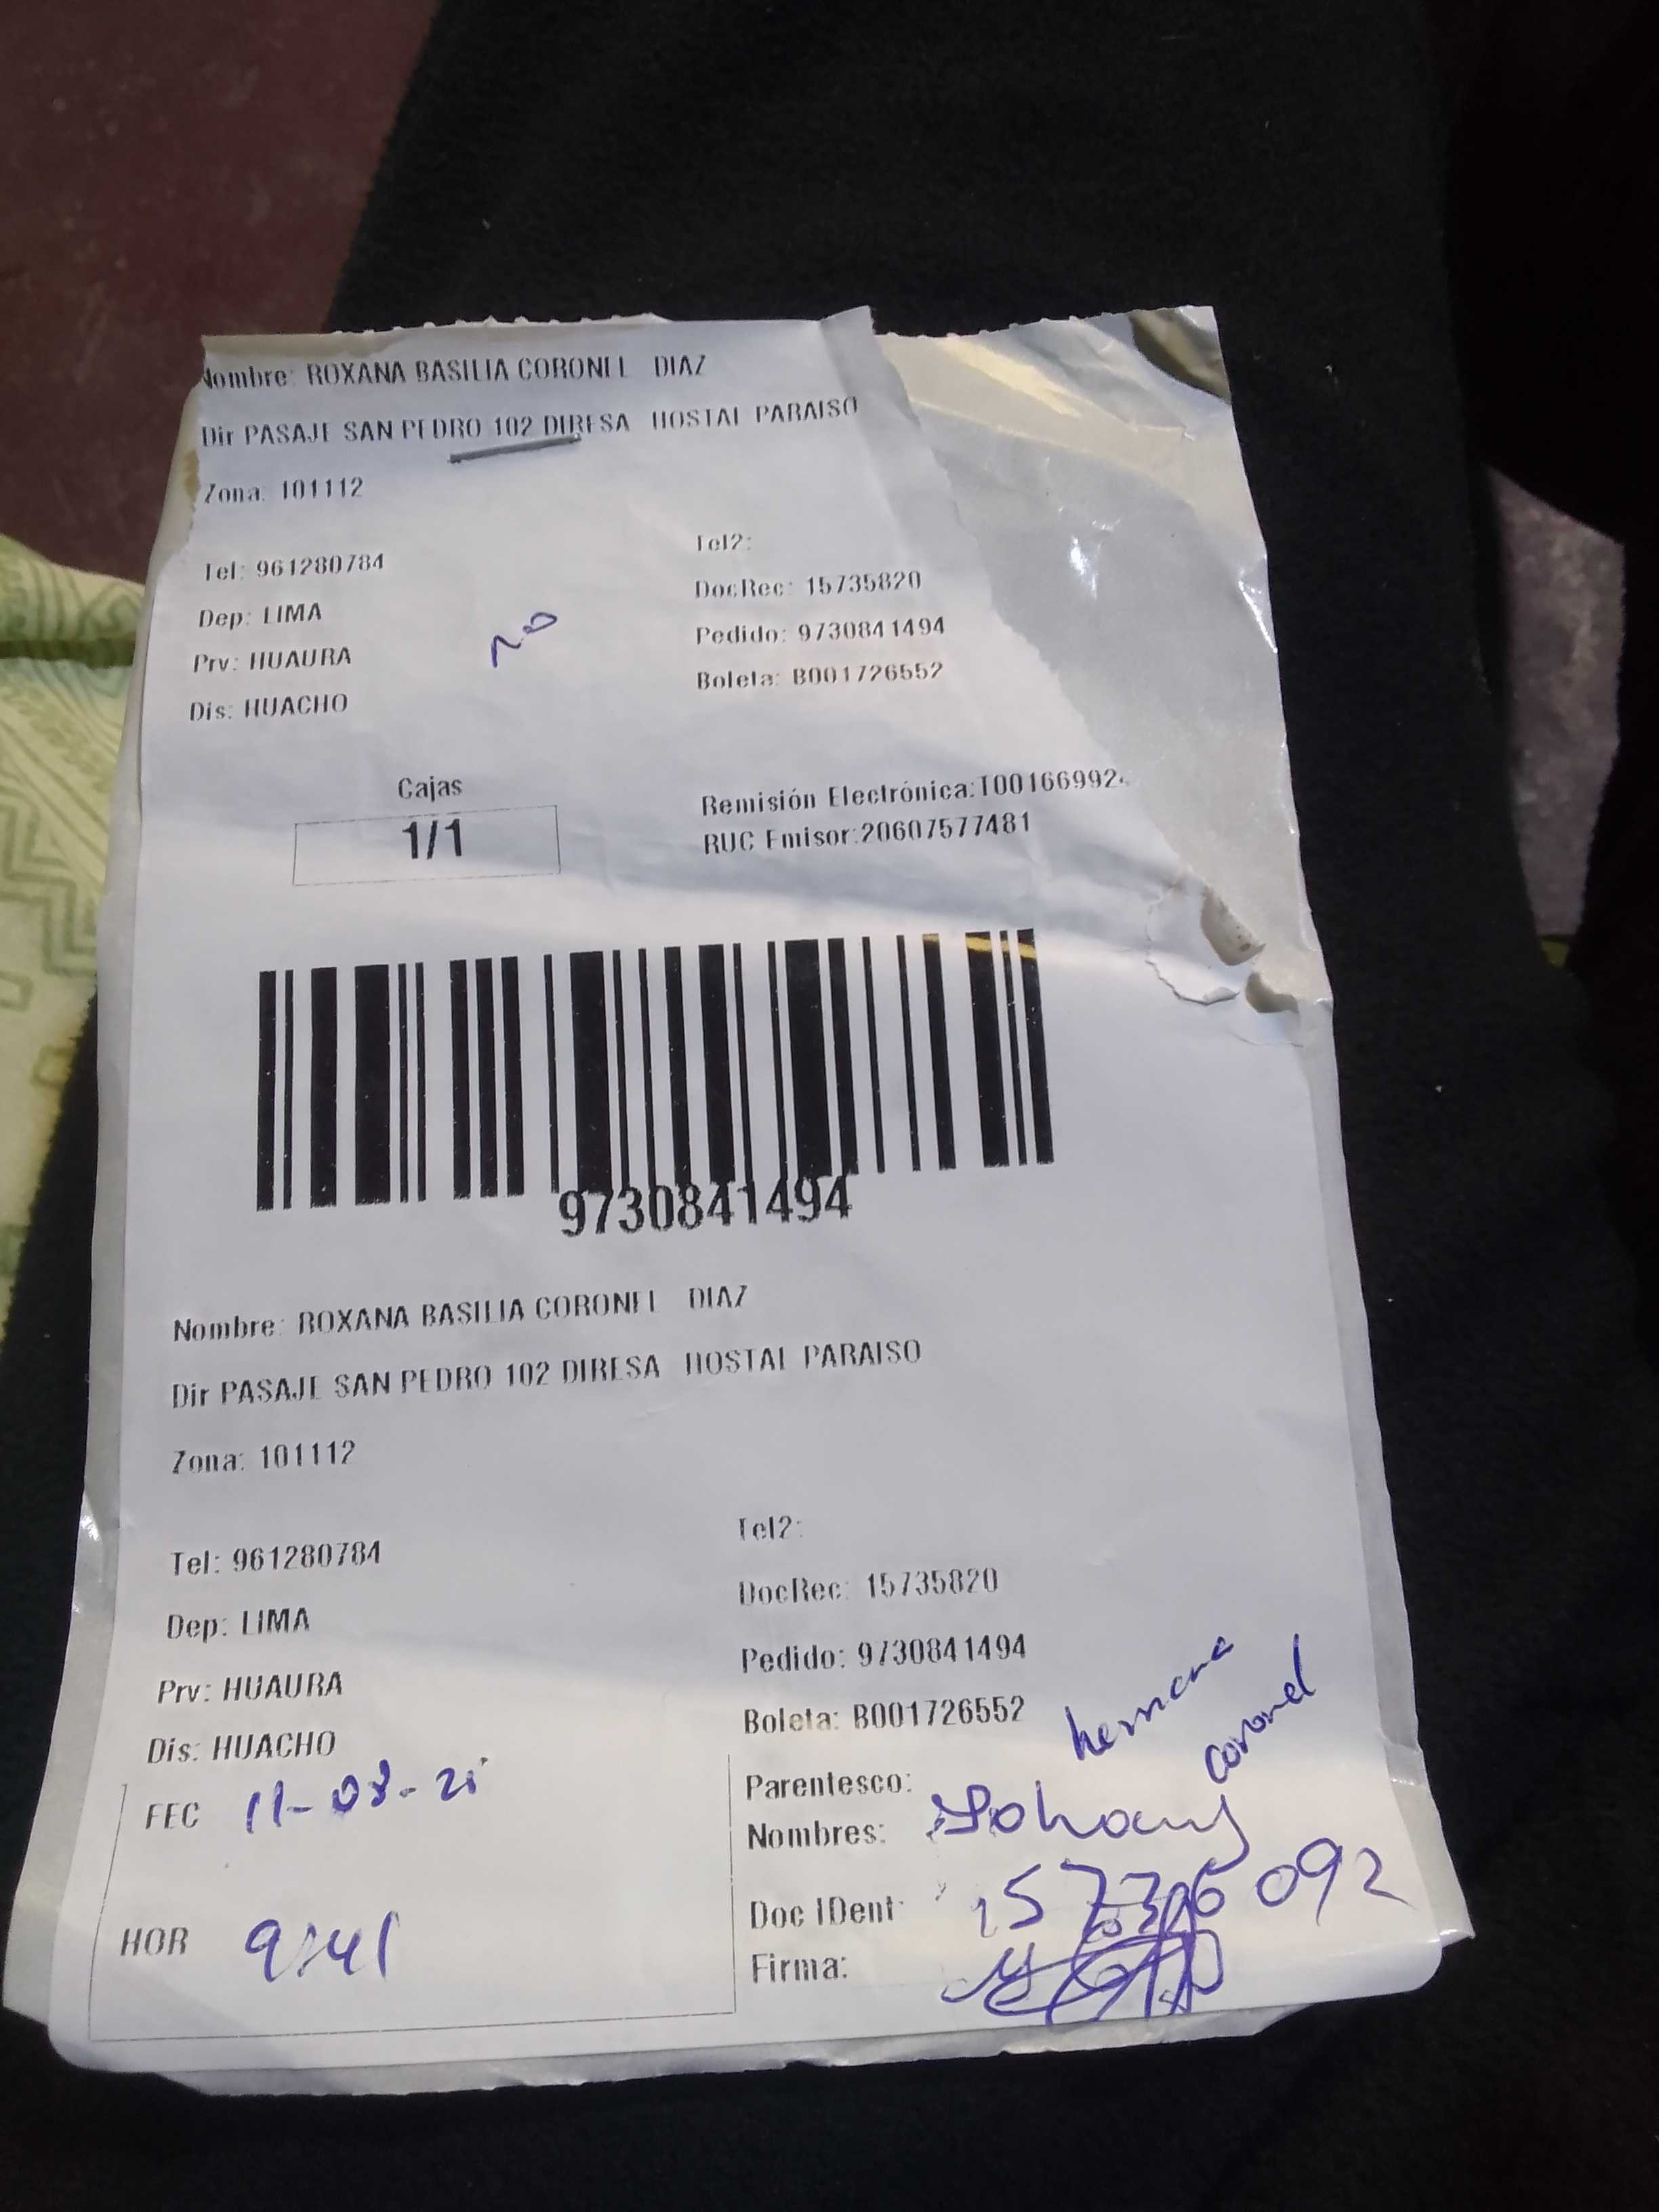 Nombre: ROXANA BASILIA CORONEL DIAZ
Dir PASAJE SAN PEDRO 102 DIRESA HOSTAL PARAISO
Zona: 101112
Tel: 961280784
Tel2:
Dep: LIMA
DocRec: 15735820
Prv: HUAURA
no
Pedido: 9730841494
Dis: HUACHO
Boleta: B001726552
Cajas
1/1
Remisión Electrónica:T00166992
RUC Emisor:20607577481
9730841494
Nombre: ROXANA BASILIA CORONEL DIAZ
Dir PASAJE SAN PEDRO 102 DIRESA HOSTAL PARAISO
Zona: 101112
Tel: 961280784
Tel2:
Dep: LIMA
DocRec: 15735820
Prv: HUAURA
Pedido: 9730841494
Dis: HUACHO
Boleta: B001726552
FEC 11-08-21
Parentesco: hermana
Nombres: Johany coronel
HOR 9:41
Doc IDent
Firma: